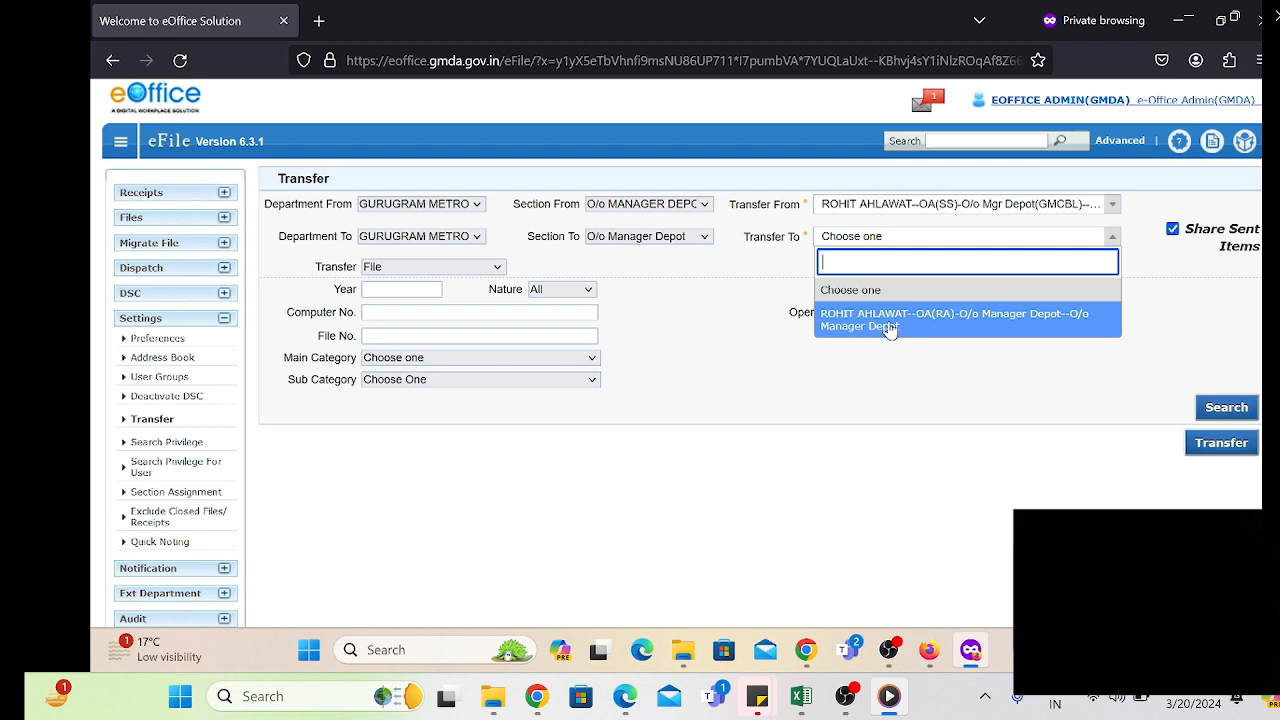 Welcome to eOffice Solution
Private browsing
https://eoffice.gmda.gov.in/eFile/?x=y1yX5eTbVhnfi9msNU86UP711*I7pumbVA*7YUQLaUxt--KBhvj4sY1iNlzROqAf8Z66
eOffice
A DIGITAL WORKPLACE SOLUTION
1
EOFFICE ADMIN(GMDA) e-Office Admin(GMDA)
eFile Version 6.3.1
Search
Advanced
Receipts
Files
Migrate File
Dispatch
DSC
Settings
Preferences
Address Book
User Groups
Deactivate DSC
Transfer
Search Privilege
Search Privilege For
User
Section Assignment
Exclude Closed Files/
Receipts
Quick Noting
Notification
Ext Department
Audit
Transfer
Department From GURUGRAM METRO Section From O/o MANAGER DEPC Transfer From * ROHIT AHLAWAT--OA(SS)-O/o Mgr Depot(GMCBL)--...
Department To GURUGRAM METRO Section To O/o Manager Depot Transfer To * Choose one
Share Sent
Items
Transfer File
Choose one
ROHIT AHLAWAT--OA(RA)-O/o Manager Depot--O/o
Manager Depot
Year Nature All
Computer No. Oper
File No.
Main Category Choose one
Sub Category Choose One
Search
Transfer
1 17°C
Low visibility
Search
PRE
2
1
Search
1
IN
3/20/2024